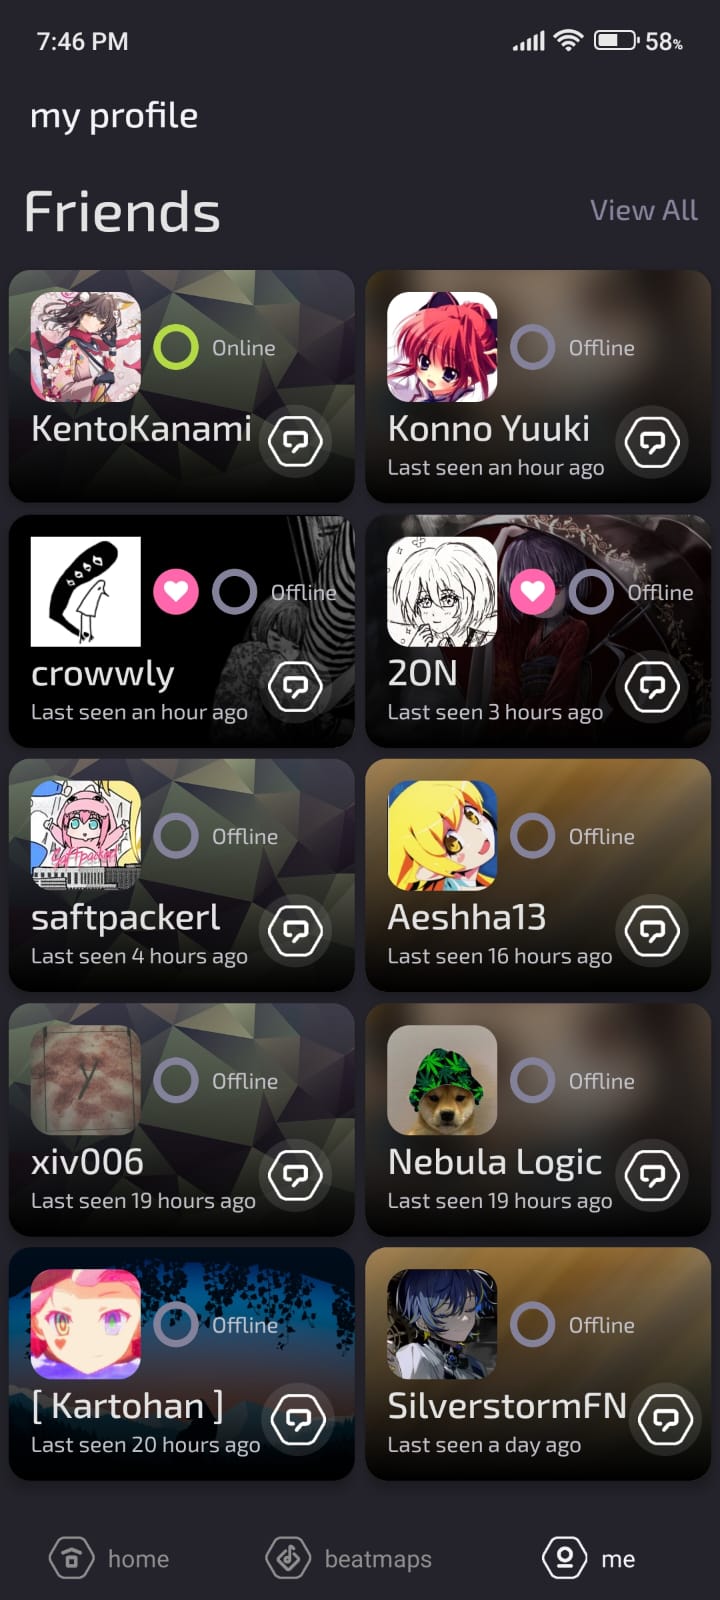 7:46 PM
58%
my profile
Friends
View All
Online
KentoKanami
Offline
Konno Yuuki
Last seen an hour ago
Offline
crowwly
Last seen an hour ago
Offline
2ON
Last seen 3 hours ago
Offline
saftpackerl
Last seen 4 hours ago
Offline
Aeshha13
Last seen 16 hours ago
y
Offline
xiv006
Last seen 19 hours ago
Offline
Nebula Logic
Last seen 19 hours ago
Offline
[ Kartohan ]
Last seen 20 hours ago
Offline
SilverstormFN
Last seen a day ago
home
beatmaps
me